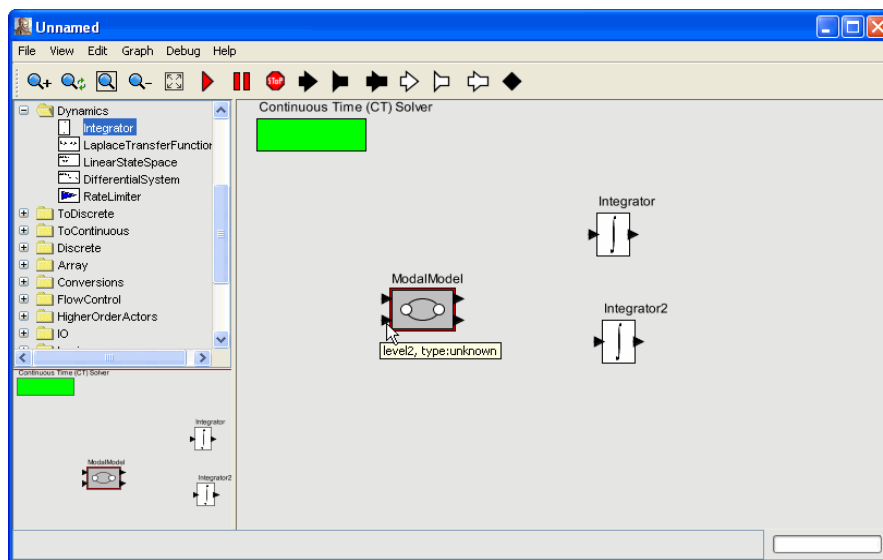 Unnamed
File View Edit Graph Debug Help
STOP
Dynamics
Integrator
LaplaceTransferFunction
LinearStateSpace
DifferentialSystem
RateLimiter
ToDiscrete
ToContinuous
Discrete
Array
Conversions
FlowControl
HigherOrderActors
IO
Continuous Time (CT) Solver
Integrator
ModalModel
Integrator2
level2, type:unknown
Continuous Time (CT) Solver
Integrator
ModalModel
Integrator2